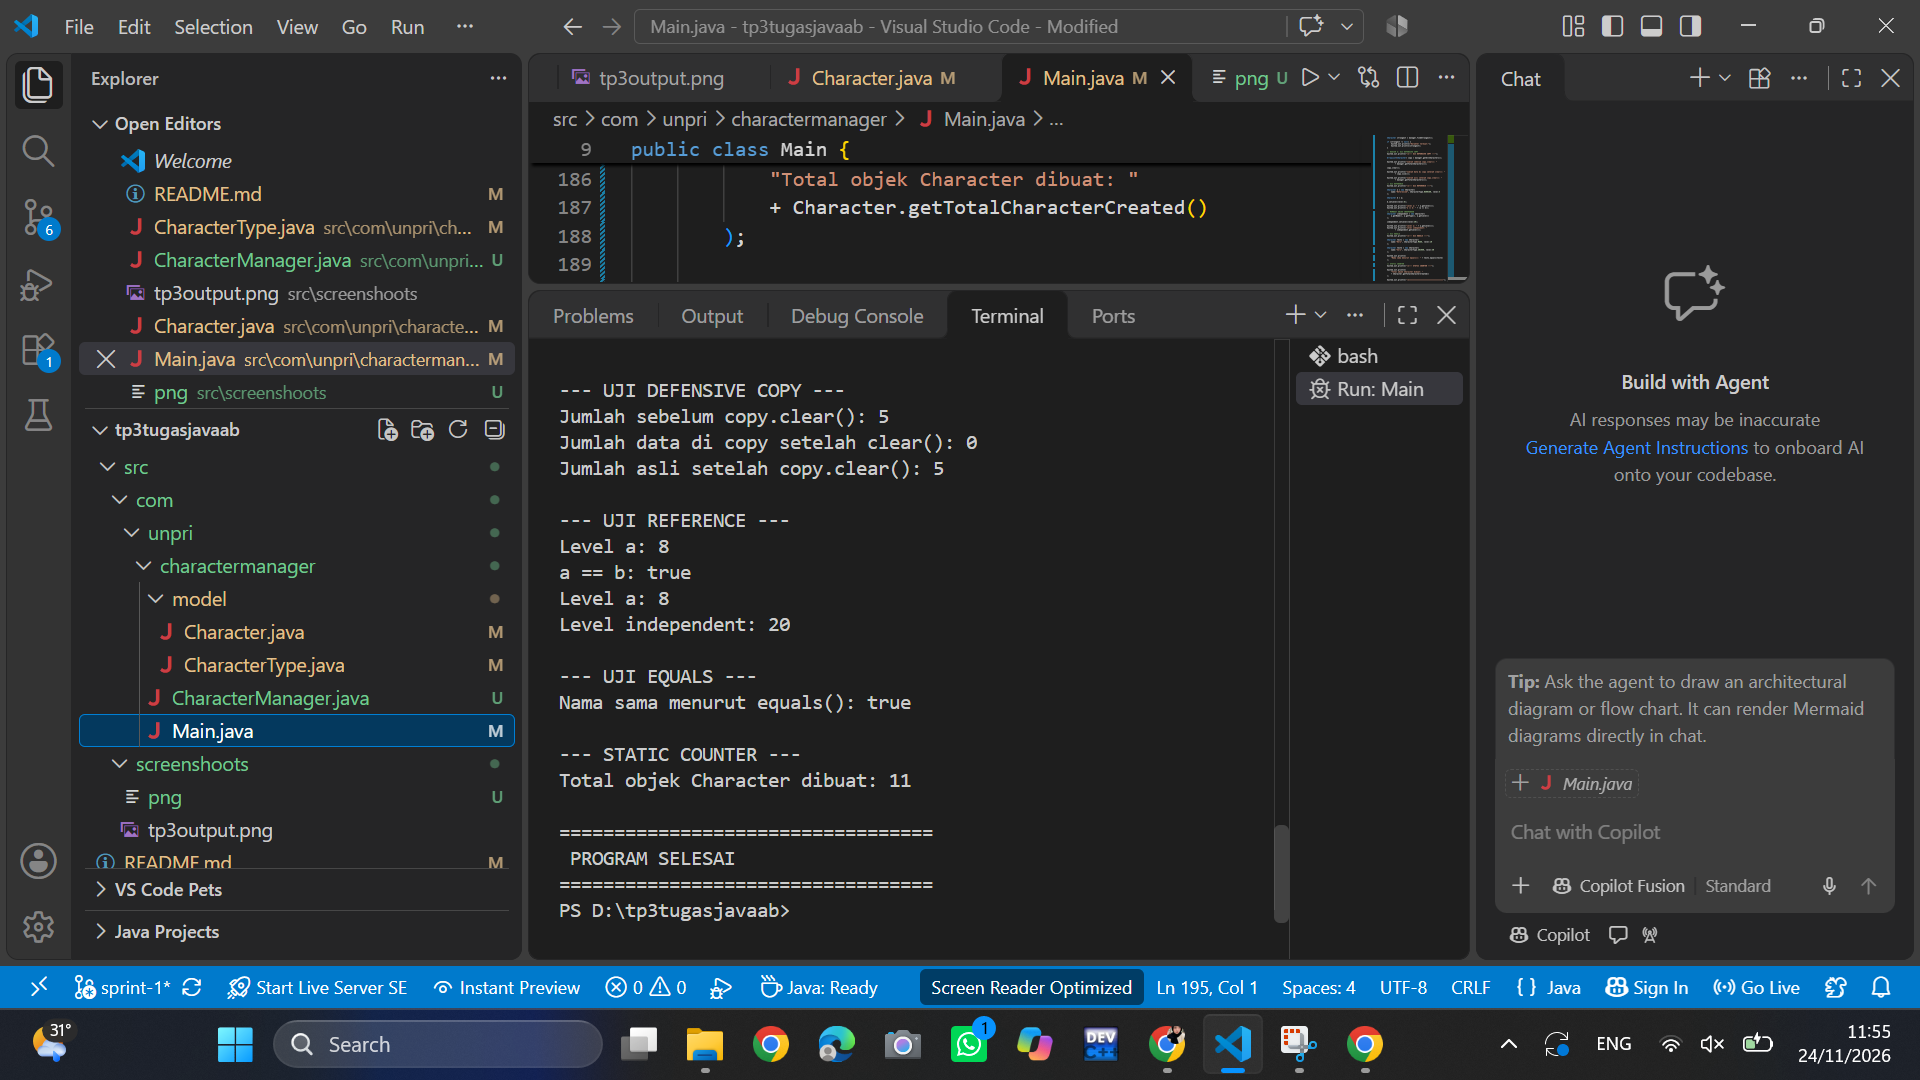 File Edit Selection View Go Run ···
Main.java - tp3tugasjavaab - Visual Studio Code - Modified
Explorer
Open Editors
Welcome
README.md M
CharacterType.java src\com\unpri\ch... M
CharacterManager.java src\com\unpri... U
tp3output.png src\screenshoots
Character.java src\com\unpri\characte... M
Main.java src\com\unpri\characterman... M
png src\screenshoots U
tp3tugasjavaab
src
com
unpri
charactermanager
model
Character.java M
CharacterType.java M
CharacterManager.java U
Main.java M
screenshoots
png U
tp3output.png
README.md M
VS Code Pets
Java Projects
6
1
tp3output.png
Character.java M
Main.java M
png U
src > com > unpri > charactermanager > Main.java > ...
9 public class Main {
186 "Total objek Character dibuat: "
187 + Character.getTotalCharacterCreated()
188 );
189
Problems Output Debug Console Terminal Ports
--- UJI DEFENSIVE COPY ---
Jumlah sebelum copy.clear(): 5
Jumlah data di copy setelah clear(): 0
Jumlah asli setelah copy.clear(): 5
--- UJI REFERENCE ---
Level a: 8
a == b: true
Level a: 8
Level independent: 20
--- UJI EQUALS ---
Nama sama menurut equals(): true
--- STATIC COUNTER ---
Total objek Character dibuat: 11
==================================
PROGRAM SELESAI
==================================
PS D:\tp3tugasjavaab>
bash
Run: Main
Chat
Build with Agent
AI responses may be inaccurate
Generate Agent Instructions to onboard AI
onto your codebase.
Tip: Ask the agent to draw an architectural
diagram or flow chart. It can render Mermaid
diagrams directly in chat.
Main.java
Chat with Copilot
Copilot Fusion Standard
Copilot
sprint-1* Start Live Server SE Instant Preview 0 0 Java: Ready Screen Reader Optimized Ln 195, Col 1 Spaces: 4 UTF-8 CRLF { } Java Sign In Go Live
31°
Search
DEV C++
1
ENG
11:55
24/11/2026